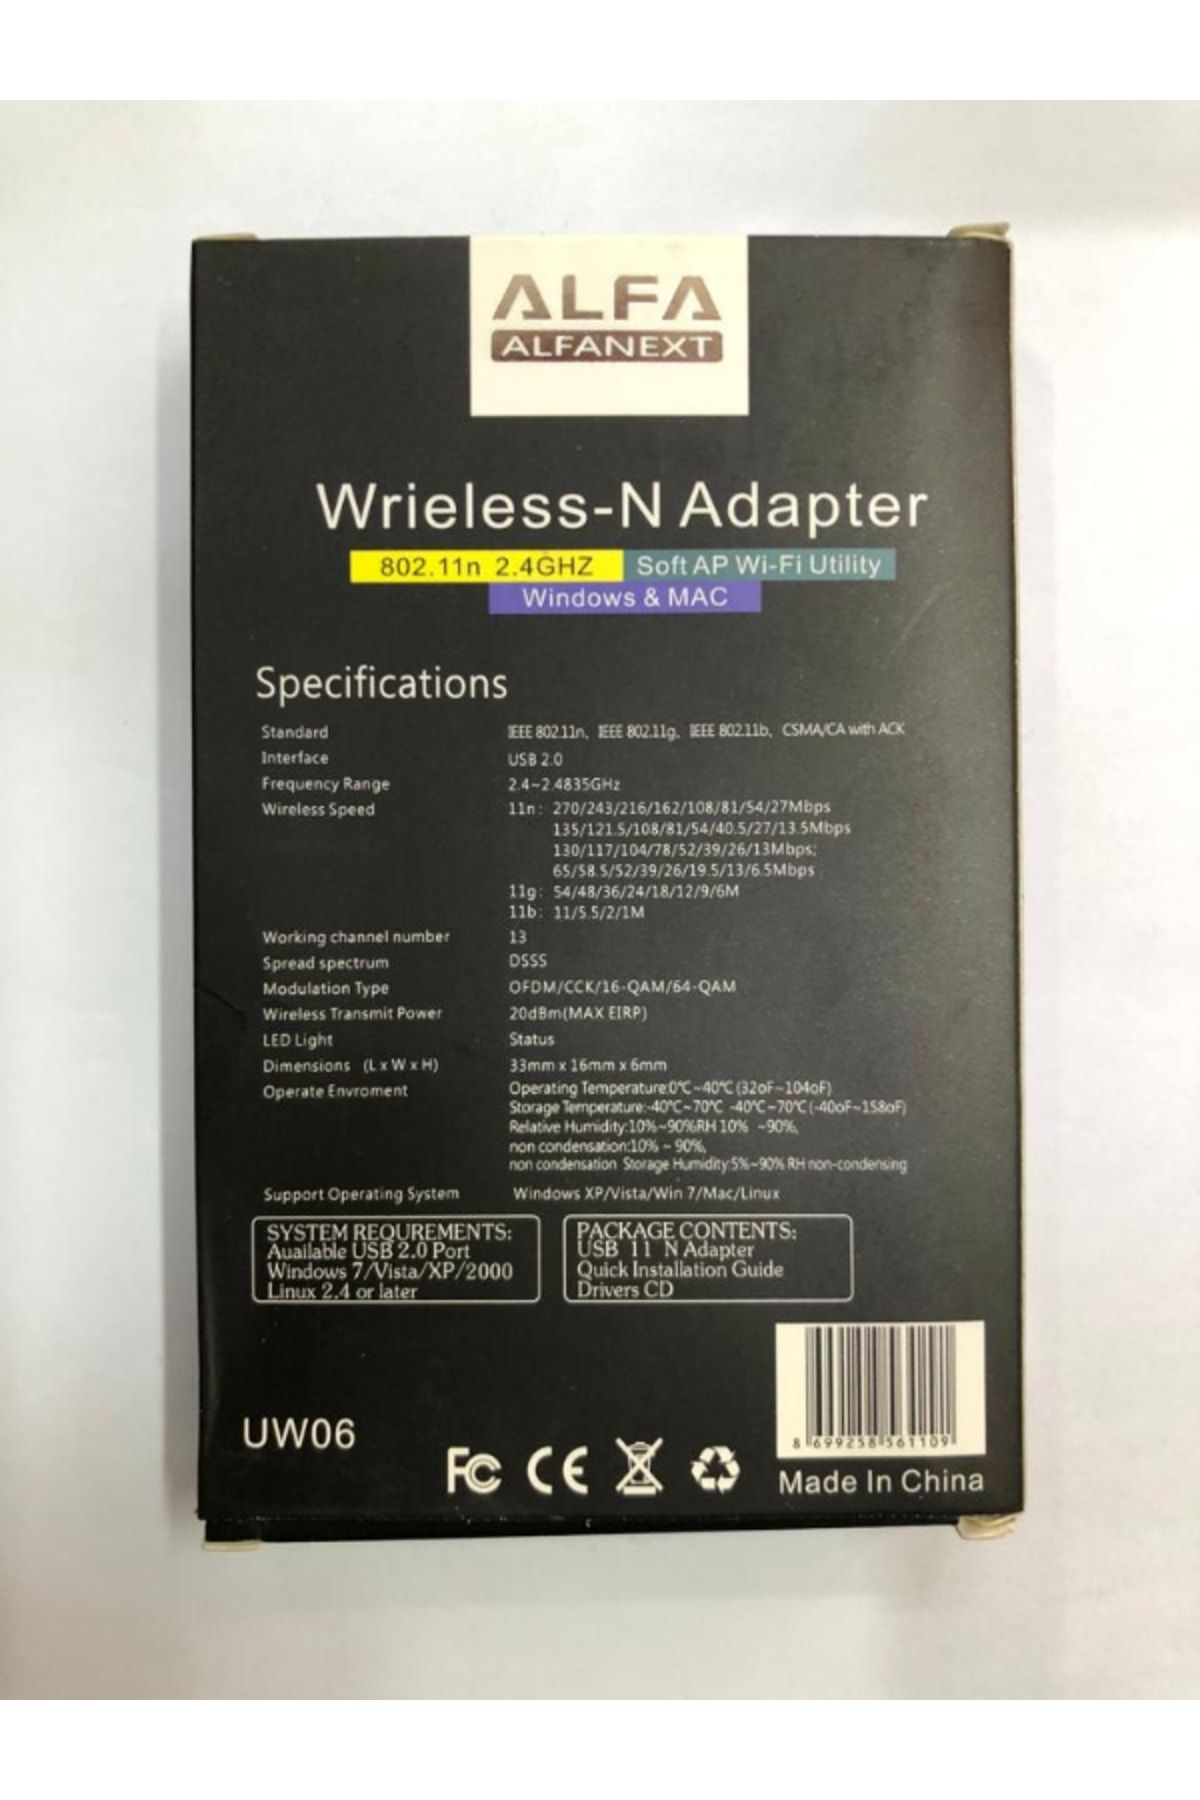 ALFA
ALFANEXT
Wrieless-N Adapter
802.11n 2.4GHZ Soft AP Wi-Fi Utility
Windows & MAC
Specifications
Standard IEEE 802.11n、IEEE 802.11g、IEEE 802.11b、CSMA/CA with ACK
Interface USB 2.0
Frequency Range 2.4~2.4835GHz
Wireless Speed 11n: 270/243/216/162/108/81/54/27Mbps
135/121.5/108/81/54/40.5/27/13.5Mbps
130/117/104/78/52/39/26/13Mbps;
65/58.5/52/39/26/19.5/13/6.5Mbps
11g: 54/48/36/24/18/12/9/6M
11b: 11/5.5/2/1M
Working channel number 13
Spread spectrum DSSS
Modulation Type OFDM/CCK/16-QAM/64-QAM
Wireless Transmit Power 20dBm(MAX EIRP)
LED Light Status
Dimensions (L x W x H) 33mm x 16mm x 6mm
Operate Enviroment Operating Temperature:0℃~40℃ (32oF~104oF)
Storage Temperature:-40℃~70℃ -40℃~70℃ (-40oF~158oF)
Relative Humidity:10%~90%RH 10% ~90%,
non condensation:10% ~ 90%,
non condensation Storage Humidity:5%~90% RH non-condensing
Support Operating System Windows XP/Vista/Win 7/Mac/Linux
SYSTEM REQUREMENTS:
Auailable USB 2.0 Port
Windows 7/Vista/XP/2000
Linux 2.4 or later
PACKAGE CONTENTS:
USB 11 N Adapter
Quick Installation Guide
Drivers CD
UW06
FC CE
8 699258 561109
Made In China